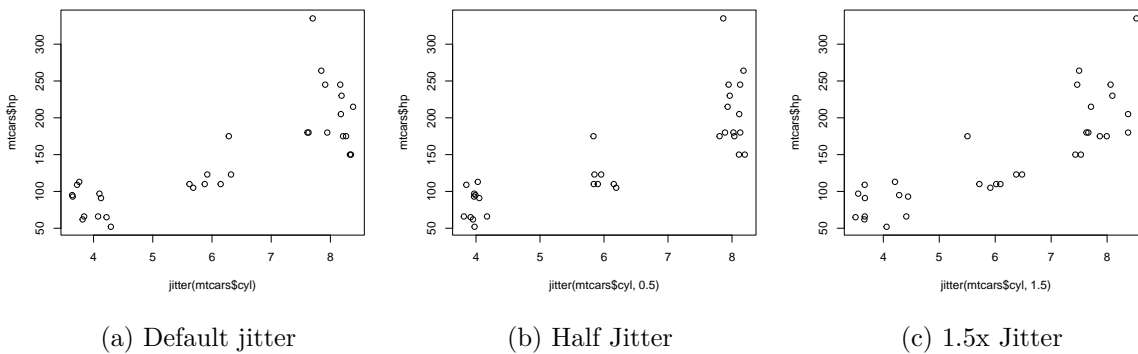 mtcars$hp
50 100 150 200 250 300
4 5 6 7 8
jitter(mtcars$cyl)
(a) Default jitter
mtcars$hp
50 100 150 200 250 300
4 5 6 7 8
jitter(mtcars$cyl, 0.5)
(b) Half Jitter
mtcars$hp
50 100 150 200 250 300
4 5 6 7 8
jitter(mtcars$cyl, 1.5)
(c) 1.5x Jitter